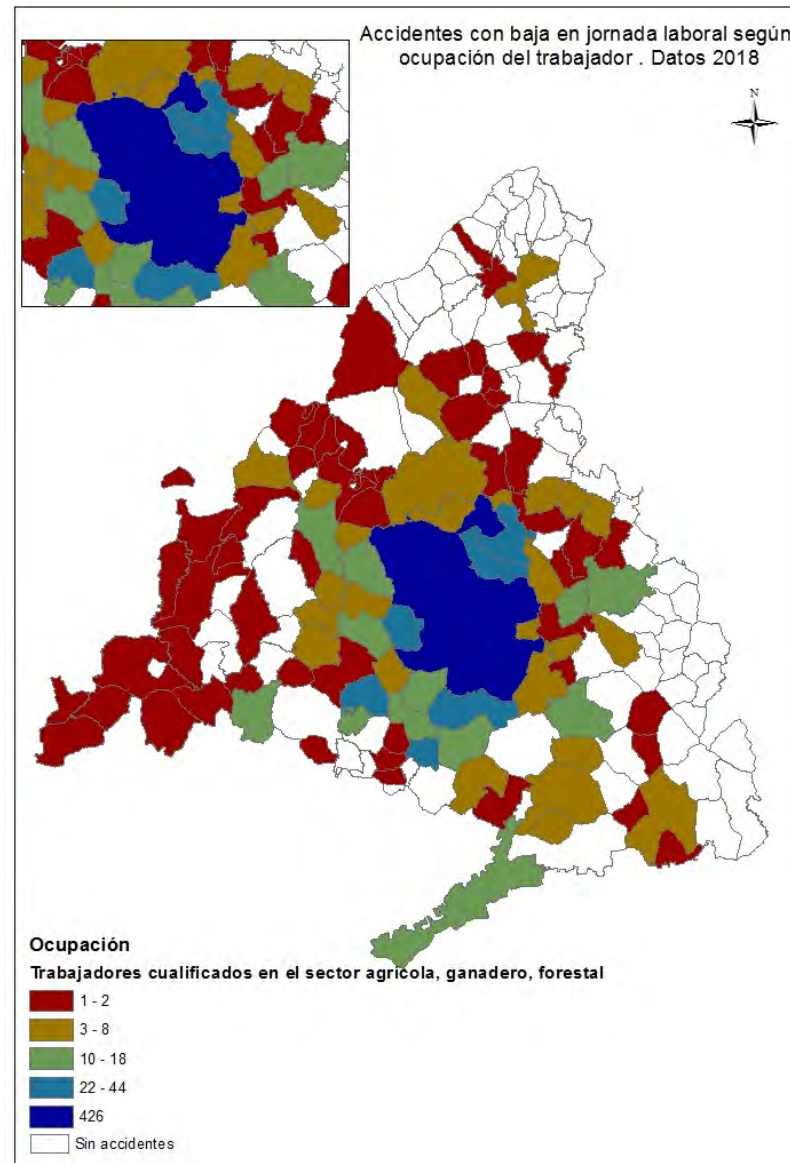 Accidentes con baja en jornada laboral según
ocupación del trabajador . Datos 2018
N
Ocupación
Trabajadores cualificados en el sector agrícola, ganadero, forestal
1 - 2
3 - 8
10 - 18
22 - 44
426
Sin accidentes